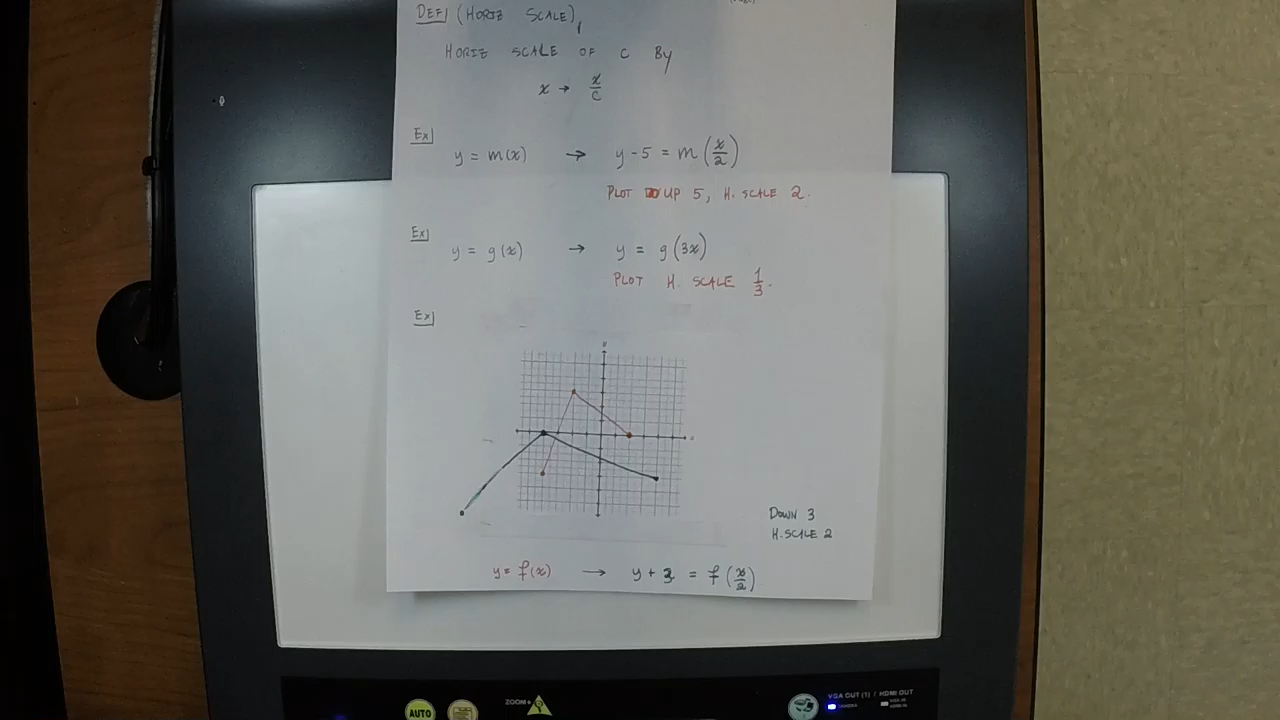 DEF (HORIZ SCALE),
HORIZ SCALE OF C BY
x → x/c
Ex
y = m(x) → y - 5 = m(x/2)
PLOT UP 5, H. SCALE 2.
Ex
y = g(x) → y = g(3x)
PLOT H. SCALE 1/3.
Ex
DOWN 3
H. SCALE 2
y = f(x) → y + 3 = f(x/2)
AUTO
ZOOM
VGA OUT (1) / HDMI OUT